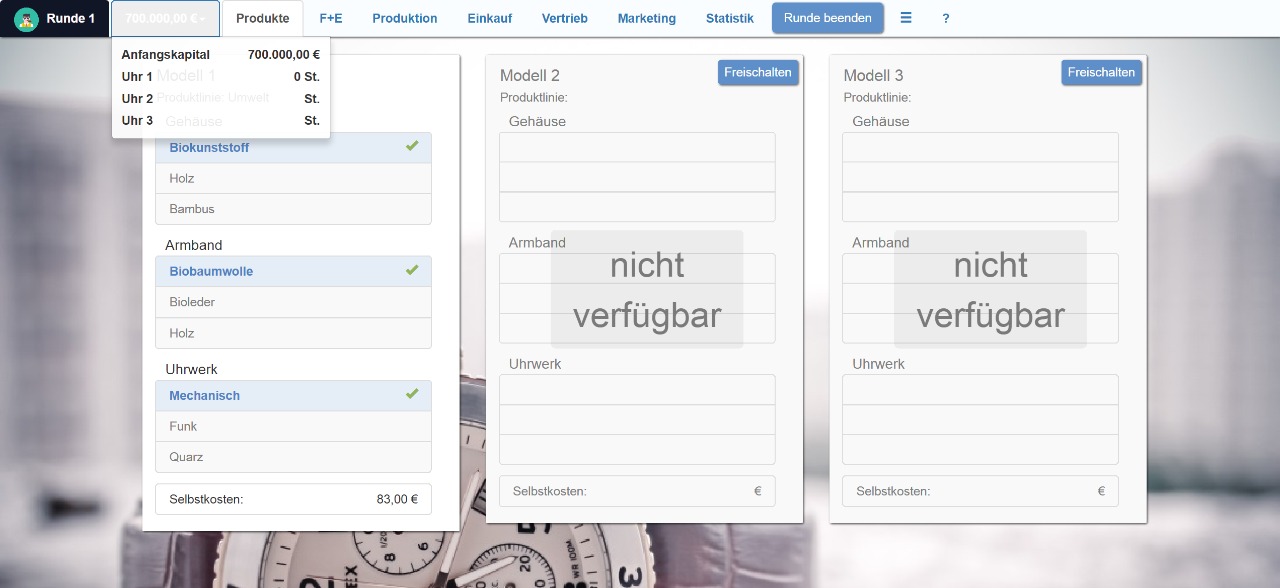 Runde 1
700.000,00 €
Produkte
F+E
Produktion
Einkauf
Vertrieb
Marketing
Statistik
Runde beenden
?
Anfangskapital 700.000,00 €
Uhr 1 0 St.
Uhr 2 St.
Uhr 3 St.
Modell 1
Produktlinie: Umwelt
Gehäuse
Biokunststoff
Holz
Bambus
Armband
Biobaumwolle
Bioleder
Holz
Uhrwerk
Mechanisch
Funk
Quarz
Selbstkosten: 83,00 €
Modell 2
Freischalten
Produktlinie:
Gehäuse
Armband
nicht
verfügbar
Uhrwerk
Selbstkosten: €
Modell 3
Freischalten
Produktlinie:
Gehäuse
Armband
nicht
verfügbar
Uhrwerk
Selbstkosten: €